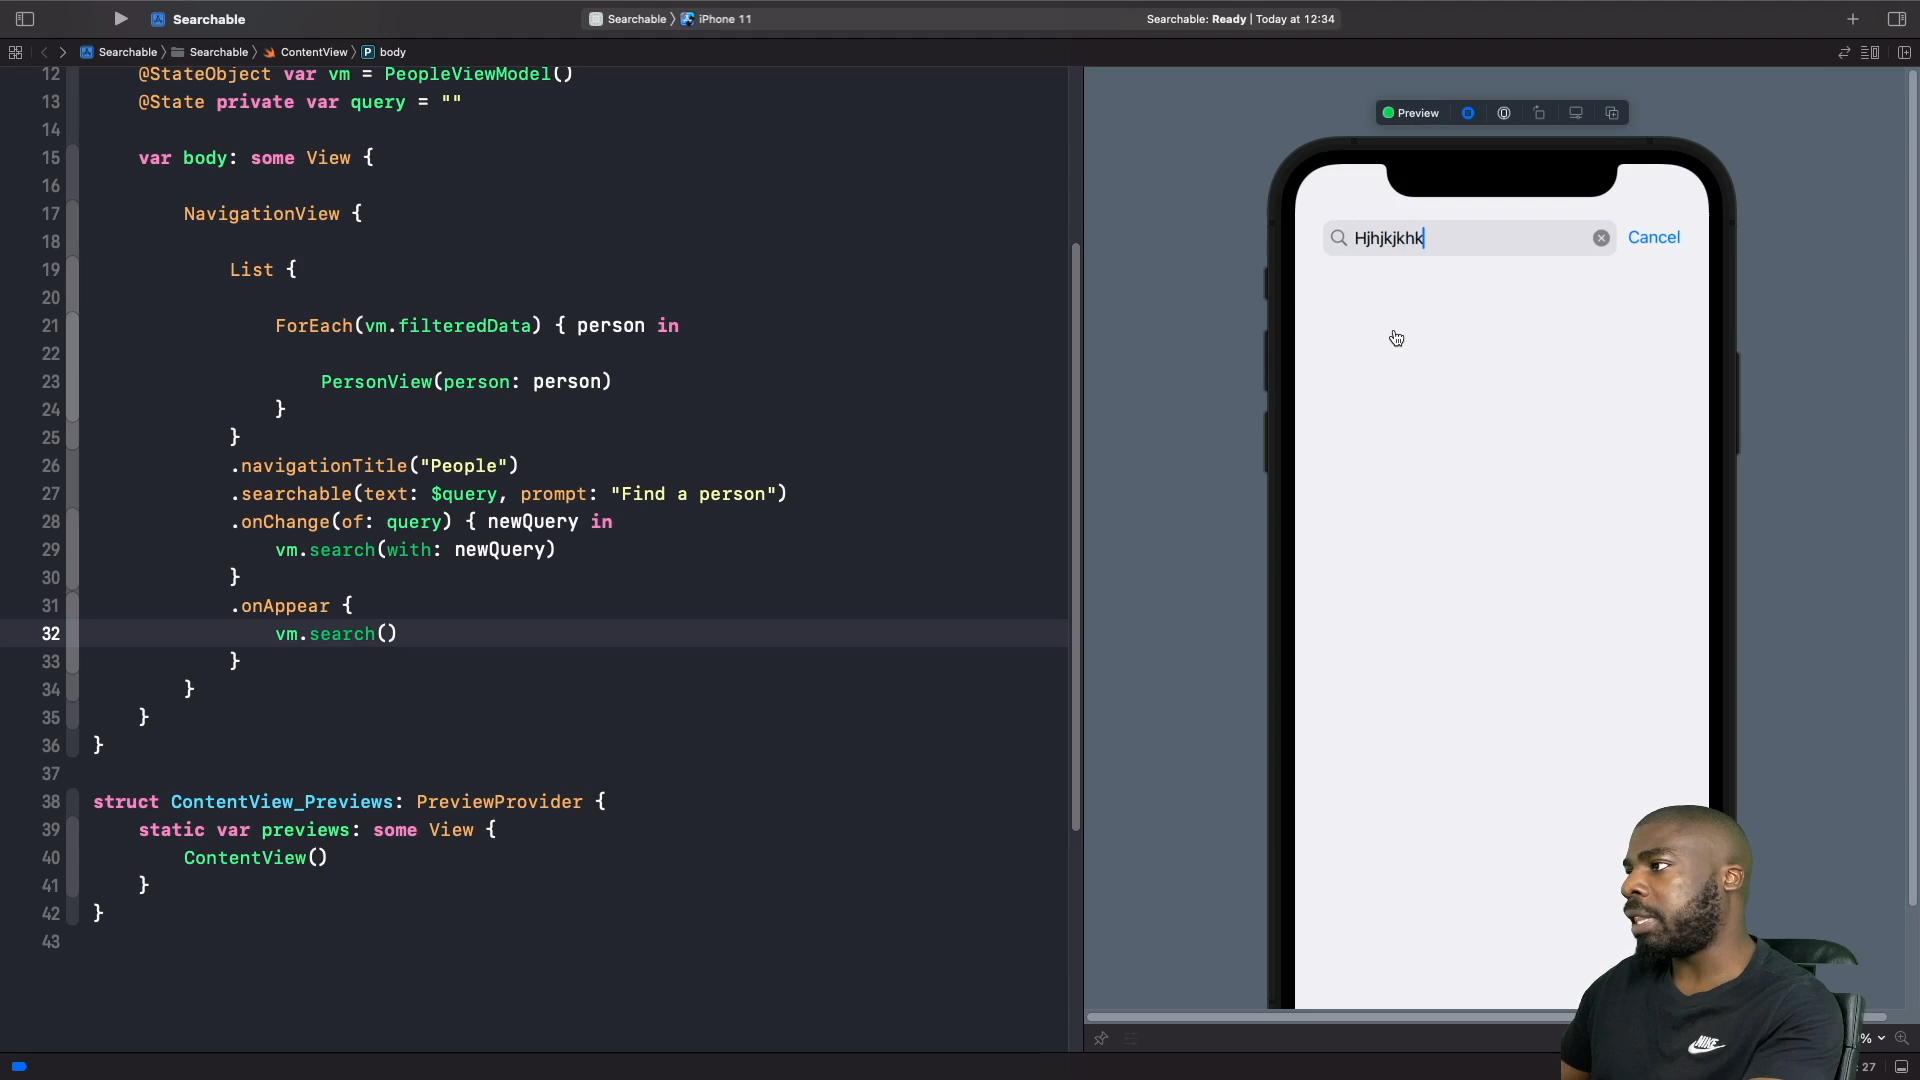 Searchable
Searchable 〉 iPhone 11
Searchable: Ready | Today at 12:34
Searchable 〉 Searchable 〉 ContentView 〉 P body
12 @StateObject var vm = PeopleViewModel()
13 @State private var query = ""
14
15 var body: some View {
16
17 NavigationView {
18
19 List {
20
21 ForEach(vm.filteredData) { person in
22
23 PersonView(person: person)
24 }
25 }
26 .navigationTitle("People")
27 .searchable(text: $query, prompt: "Find a person")
28 .onChange(of: query) { newQuery in
29 vm.search(with: newQuery)
30 }
31 .onAppear {
32 vm.search()
33 }
34 }
35 }
36 }
37
38 struct ContentView_Previews: PreviewProvider {
39 static var previews: some View {
40 ContentView()
41 }
42 }
43
Preview
Hjhjkjkhk
Cancel
NIKE
%
: 27